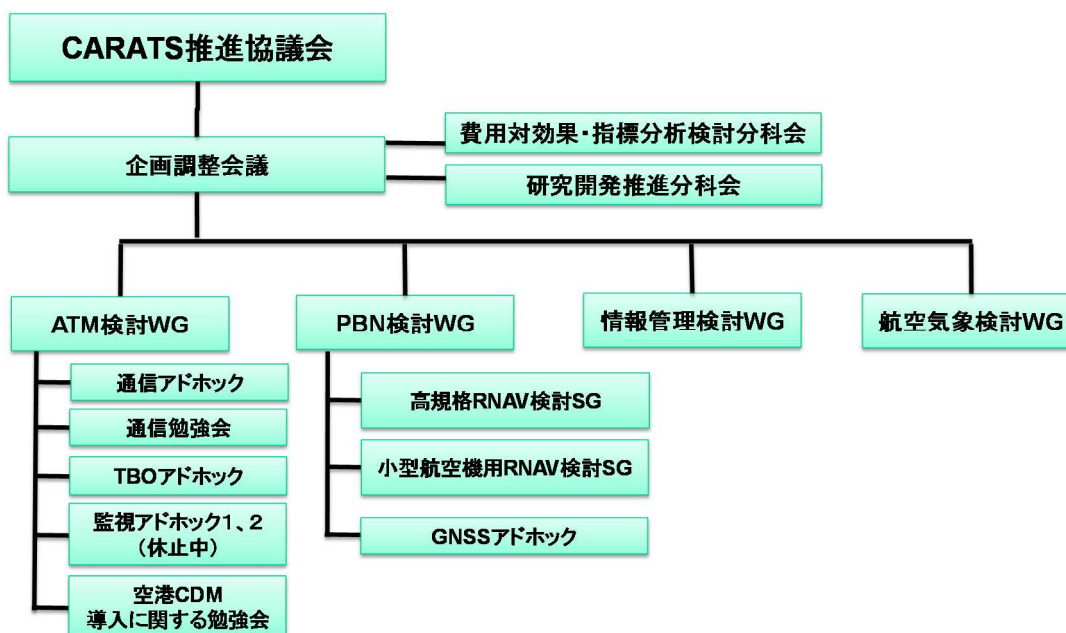 CARATS推進協議会
企画調整会議
費用対効果・指標分析検討分科会
研究開発推進分科会
ATM検討WG
PBN検討WG
情報管理検討WG
航空気象検討WG
通信アドホック
通信勉強会
TBOアドホック
監視アドホック1、2
（休止中）
空港CDM
導入に関する勉強会
高規格RNAV検討SG
小型航空機用RNAV検討SG
GNSSアドホック